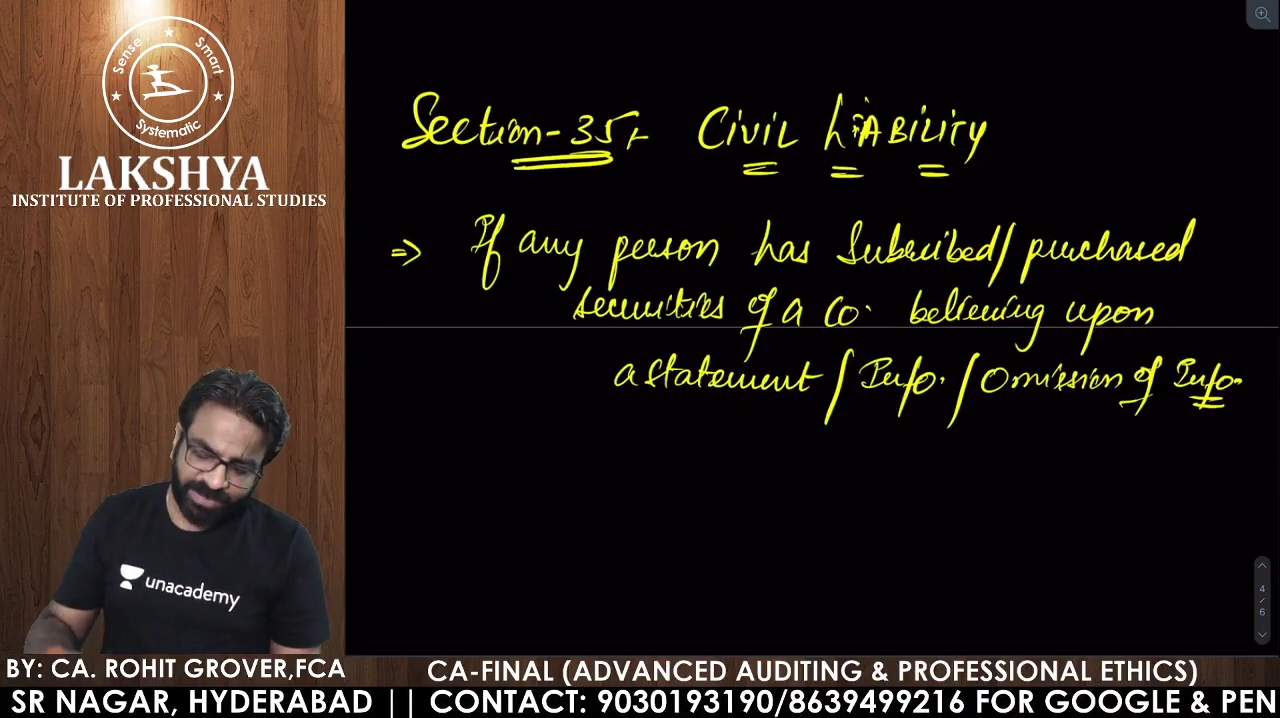 Sense
Smart
Systematic
LAKSHYA
INSTITUTE OF PROFESSIONAL STUDIES
Section-35:- CIVIL LiABILITY
=> If any person has Subscribed/purchased
securities of a Co. believing upon
a statement / Info. / Omission of Info.
unacademy
4
/
6
BY: CA. ROHIT GROVER,FCA
CA-FINAL (ADVANCED AUDITING & PROFESSIONAL ETHICS)
SR NAGAR, HYDERABAD || CONTACT: 9030193190/8639499216 FOR GOOGLE & PEN